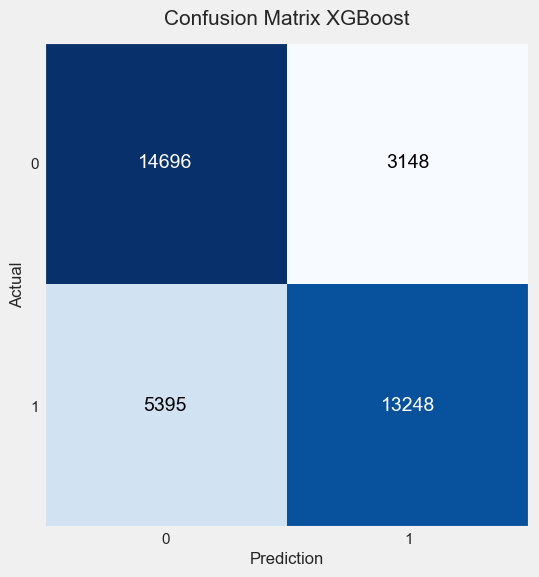 Confusion Matrix XGBoost
0
14696
3148
Actual
1
5395
13248
0
1
Prediction